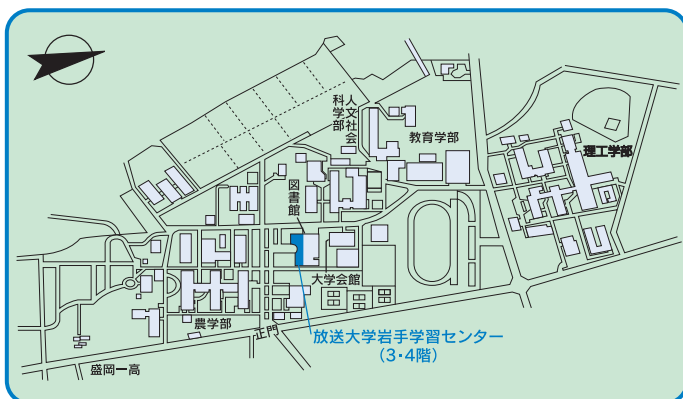 人文社会
科学部
教育学部
理工学部
図書館
大学会館
農学部
正門
放送大学岩手学習センター
(3・4階)
盛岡一高